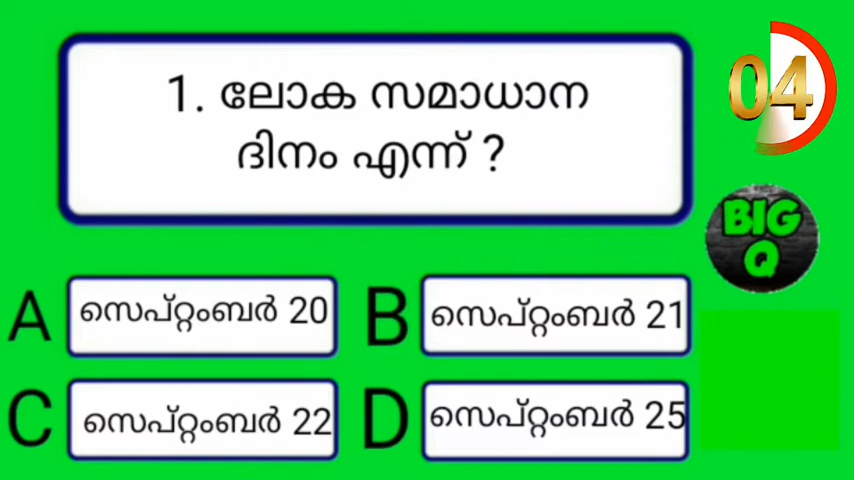 1. ലോക സമാധാന
ദിനം എന്ന് ?
04
BIG
Q
A സെപ്റ്റംബർ 20
B സെപ്റ്റംബർ 21
C സെപ്റ്റംബർ 22
D സെപ്റ്റംബർ 25